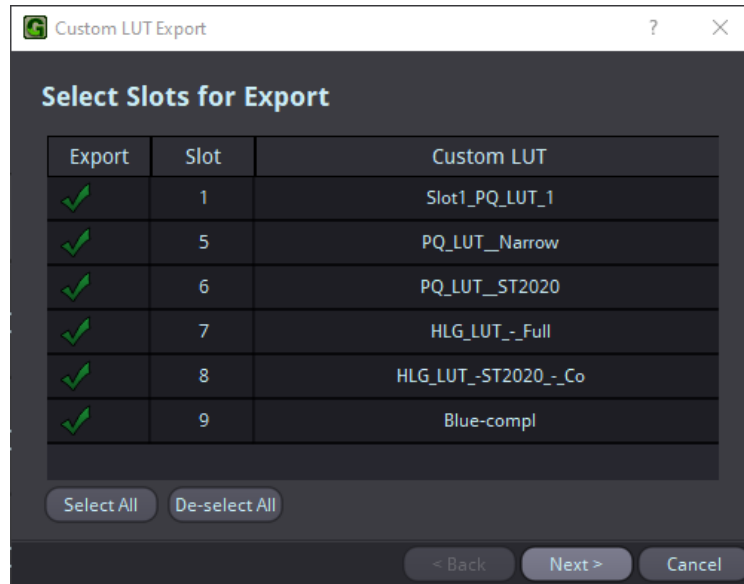 Custom LUT Export
Select Slots for Export
Export Slot Custom LUT
1 Slot1_PQ_LUT_1
5 PQ_LUT__Narrow
6 PQ_LUT__ST2020
7 HLG_LUT_-_Full
8 HLG_LUT_-ST2020_-_Co
9 Blue-compl
Select All De-select All
< Back Next > Cancel